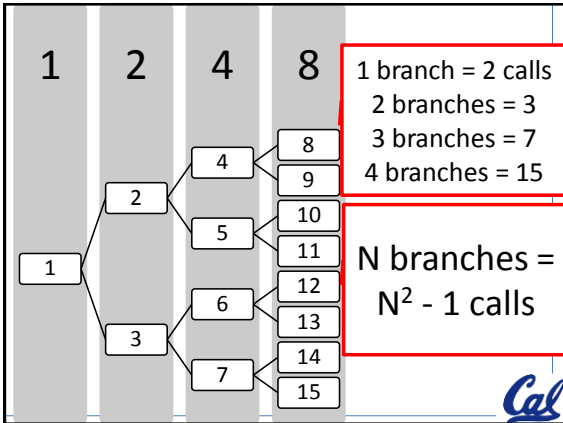 1 2 4 8
1
2
3
4
5
6
7
8
9
10
11
12
13
14
15
1 branch = 2 calls
2 branches = 3
3 branches = 7
4 branches = 15
N branches =
N² - 1 calls
Cal